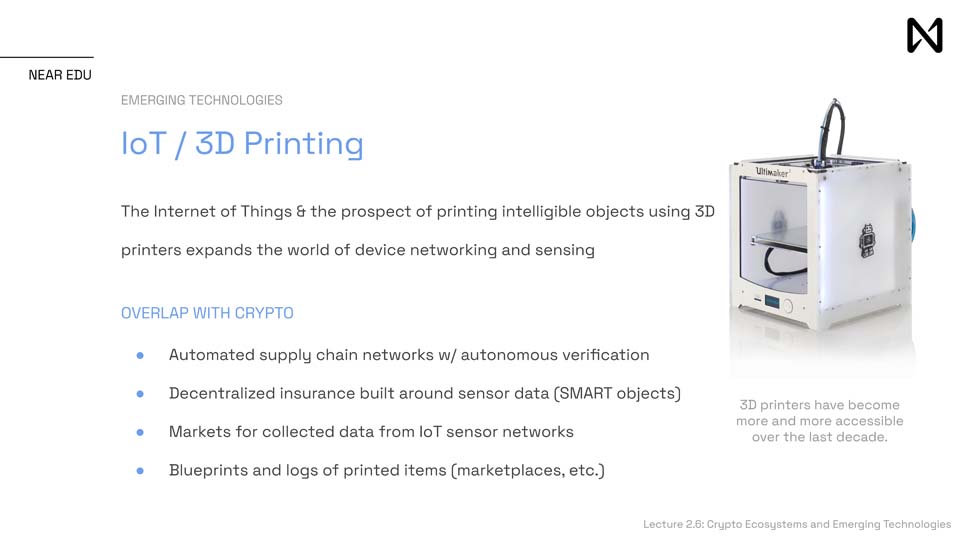 NEAR EDU
EMERGING TECHNOLOGIES
IoT / 3D Printing
The Internet of Things & the prospect of printing intelligible objects using 3D
printers expands the world of device networking and sensing
OVERLAP WITH CRYPTO
● Automated supply chain networks w/ autonomous verification
● Decentralized insurance built around sensor data (SMART objects)
● Markets for collected data from IoT sensor networks
● Blueprints and logs of printed items (marketplaces, etc.)
Ultimaker
3D printers have become
more and more accessible
over the last decade.
Lecture 2.6: Crypto Ecosystems and Emerging Technologies